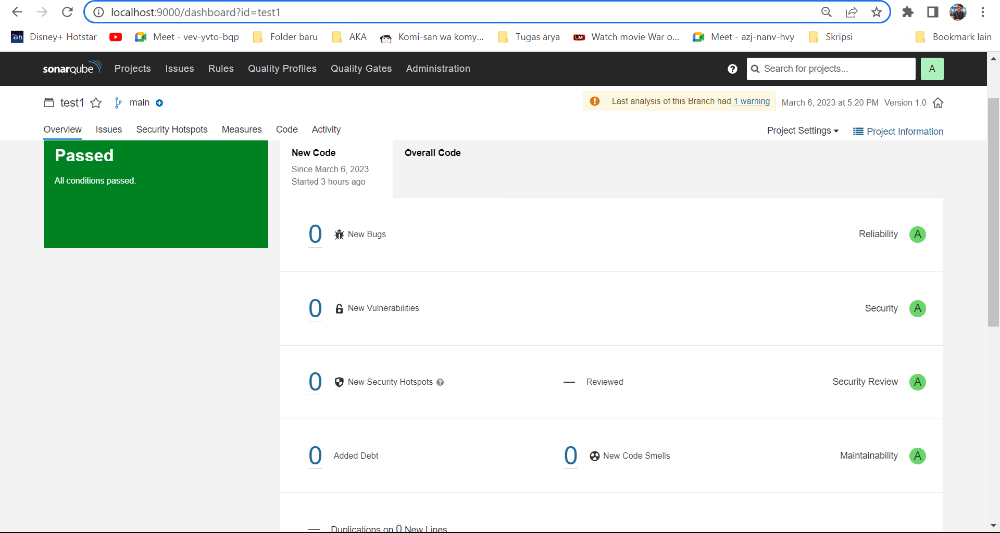 localhost:9000/dashboard?id=test1
Disney+ Hotstar
Meet - vev-yvto-bqp
Folder baru
AKA
Komi-san wa komy...
Tugas arya
LM
Watch movie War o...
Meet - azj-nanv-hvy
Skripsi
Bookmark lain
sonarqube
Projects
Issues
Rules
Quality Profiles
Quality Gates
Administration
Search for projects...
A
test1
main
Last analysis of this Branch had 1 warning
March 6, 2023 at 5:20 PM
Version 1.0
Overview
Issues
Security Hotspots
Measures
Code
Activity
Project Settings
Project Information
Passed
All conditions passed.
New Code
Since March 6, 2023
Started 3 hours ago
Overall Code
0 New Bugs
Reliability A
0 New Vulnerabilities
Security A
0 New Security Hotspots ?
— Reviewed
Security Review A
0 Added Debt
0 New Code Smells
Maintainability A
— Duplications on 0 New Lines